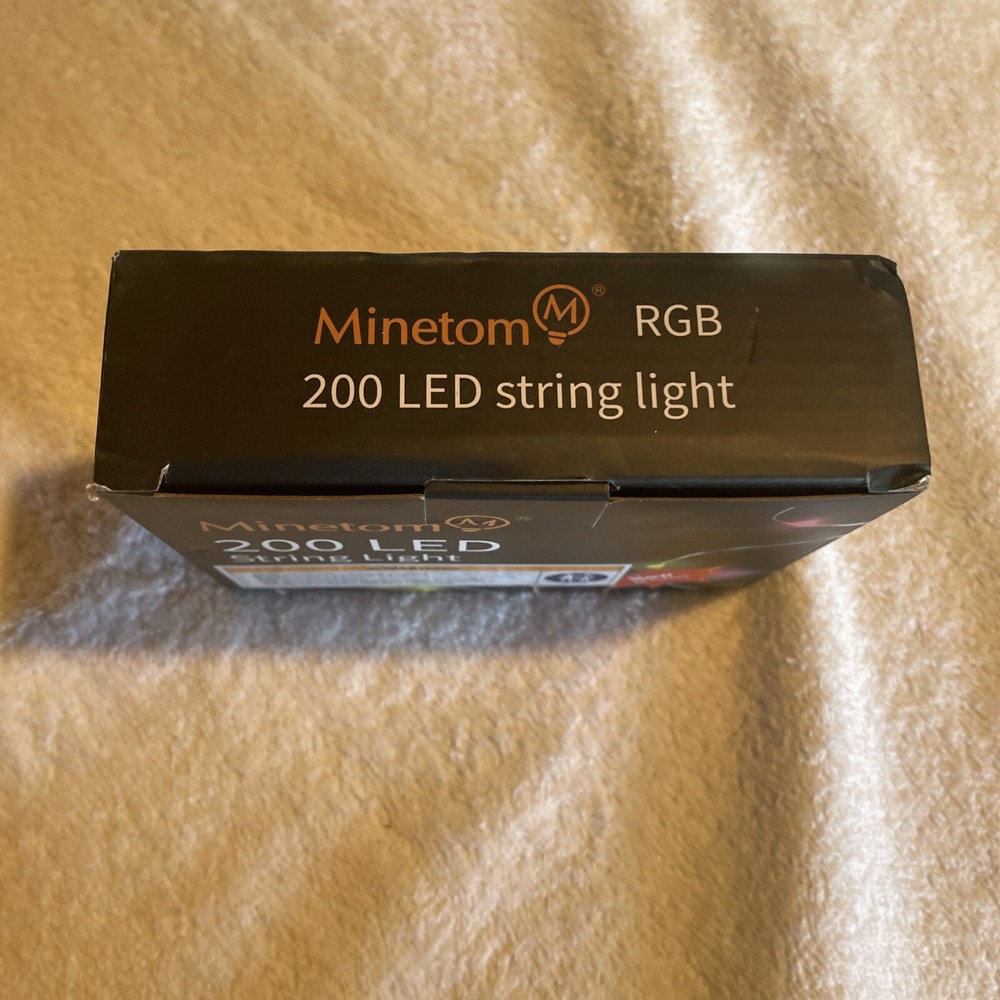 Minetom M ® RGB
200 LED string light
Minetom M ®
200 LED
String Light